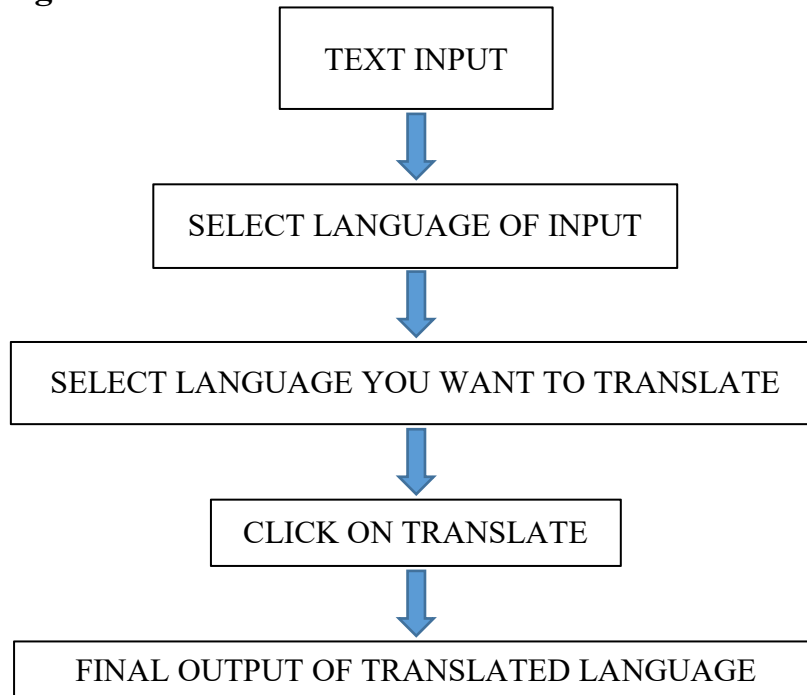 TEXT INPUT
SELECT LANGUAGE OF INPUT
SELECT LANGUAGE YOU WANT TO TRANSLATE
CLICK ON TRANSLATE
FINAL OUTPUT OF TRANSLATED LANGUAGE